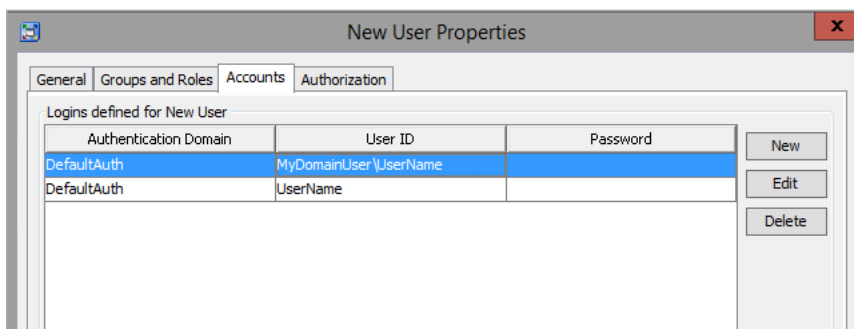 New User Properties
x
General Groups and Roles Accounts Authorization
Logins defined for New User
Authentication Domain User ID Password
New
DefaultAuth MyDomainUser\UserName
Edit
DefaultAuth UserName
Delete